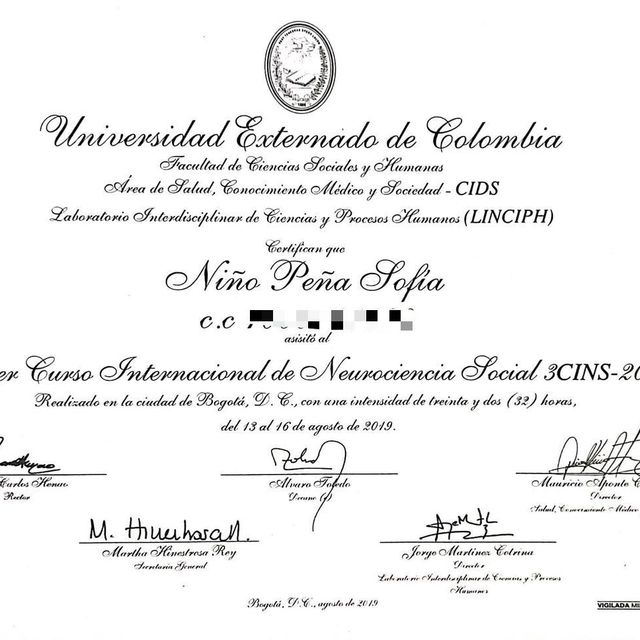 Universidad Externado de Colombia
Facultad de Ciencias Sociales y Humanas
Área de Salud, Conocimiento Médico y Sociedad - CIDS
Laboratorio Interdisciplinar de Ciencias y Procesos Humanos (LINCIPH)
Certifican que
Niño Peña Sofía
c.c
asisitó al
er Curso Internacional de Neurociencia Social 3CINS-20
Realizado en la ciudad de Bogotá, D. C., con una intensidad de treinta y dos (32) horas,
del 13 al 16 de agosto de 2019.
Carlos Henao
Rector
Alvaro Toledo
Decano (e)
Mauricio Aponte C
Director
Salud, Conocimiento Médico
M. Hinestrosa R.
Martha Hinestrosa Rey
Secretaria General
Jorge Martínez Cotrina
Director
Laboratorio Interdisciplinar de Ciencias y Procesos
Humanos
Bogotá, D.C., agosto de 2019
VIGILADA MI